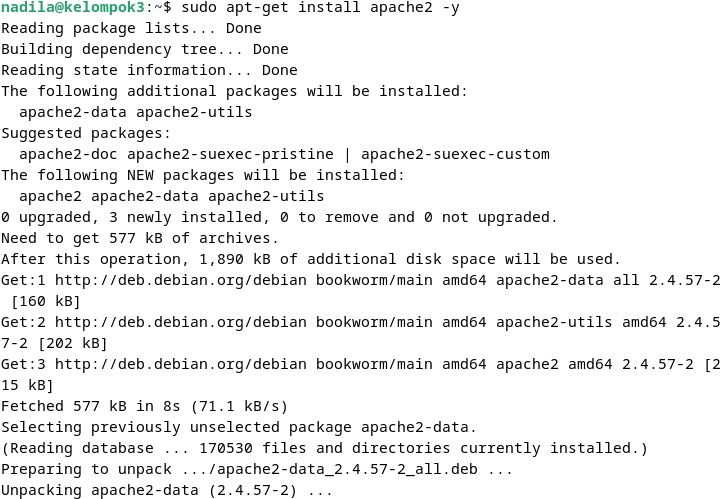 nadila@kelompok3:~$ sudo apt-get install apache2 -y
Reading package lists... Done
Building dependency tree... Done
Reading state information... Done
The following additional packages will be installed:
  apache2-data apache2-utils
Suggested packages:
  apache2-doc apache2-suexec-pristine | apache2-suexec-custom
The following NEW packages will be installed:
  apache2 apache2-data apache2-utils
0 upgraded, 3 newly installed, 0 to remove and 0 not upgraded.
Need to get 577 kB of archives.
After this operation, 1,890 kB of additional disk space will be used.
Get:1 http://deb.debian.org/debian bookworm/main amd64 apache2-data all 2.4.57-2
 [160 kB]
Get:2 http://deb.debian.org/debian bookworm/main amd64 apache2-utils amd64 2.4.5
7-2 [202 kB]
Get:3 http://deb.debian.org/debian bookworm/main amd64 apache2 amd64 2.4.57-2 [2
15 kB]
Fetched 577 kB in 8s (71.1 kB/s)
Selecting previously unselected package apache2-data.
(Reading database ... 170530 files and directories currently installed.)
Preparing to unpack .../apache2-data_2.4.57-2_all.deb ...
Unpacking apache2-data (2.4.57-2) ...